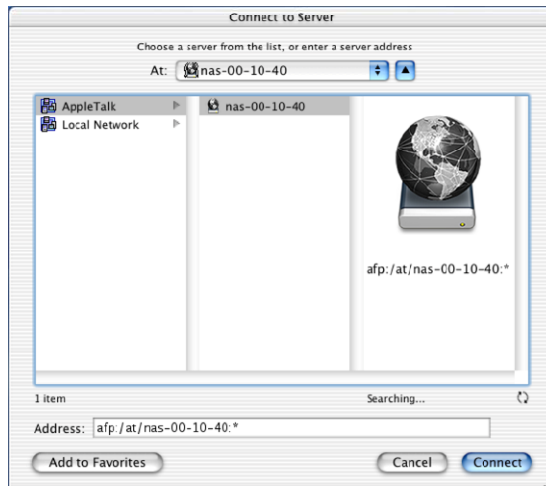 Connect to Server
Choose a server from the list, or enter a server address
At: nas-00-10-40
AppleTalk
Local Network
nas-00-10-40
afp:/at/nas-00-10-40:*
1 item
Searching...
Address: afp:/at/nas-00-10-40:*
Add to Favorites
Cancel
Connect